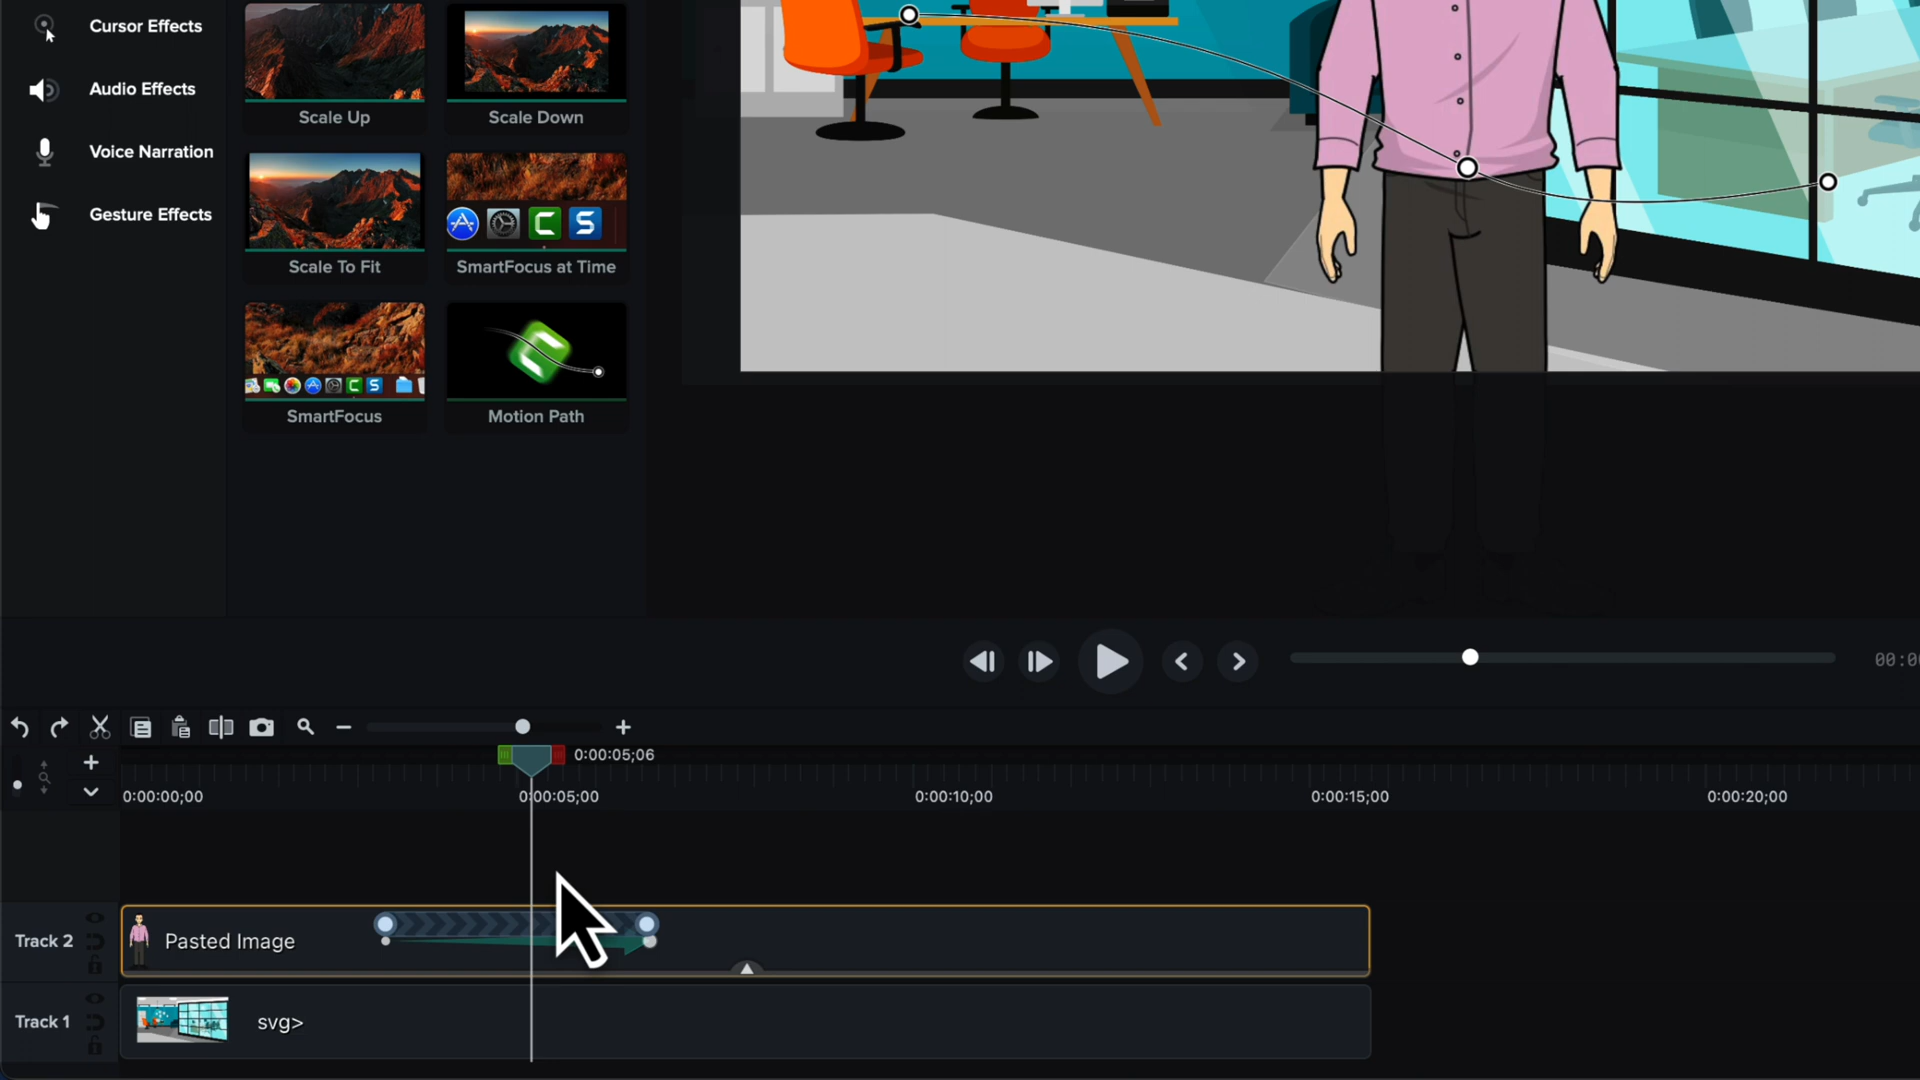 Cursor Effects
Audio Effects
Voice Narration
Gesture Effects
Scale Up
Scale Down
Scale To Fit
SmartFocus at Time
SmartFocus
Motion Path
00:0
0:00:05;06
0:00:00;00
0:00:05;00
0:00:10;00
0:00:15;00
0:00:20;00
Track 2
Pasted Image
Track 1
svg>